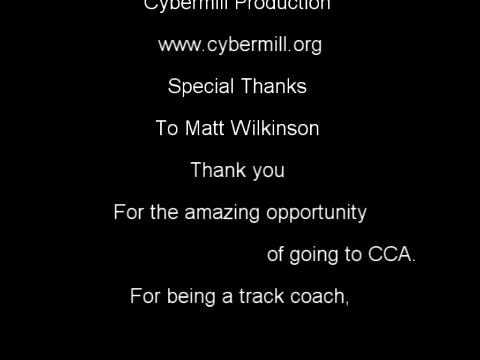 Cybermill Production
www.cybermill.org
Special Thanks
To Matt Wilkinson
Thank you
For the amazing opportunity
of going to CCA.
For being a track coach,